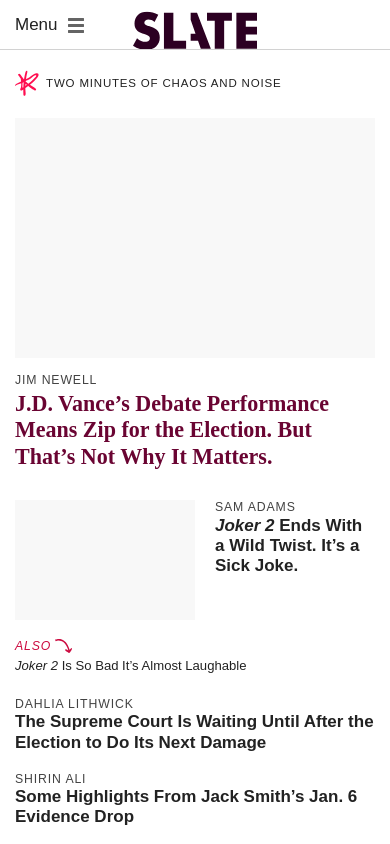 Menu
SLATE
TWO MINUTES OF CHAOS AND NOISE
JIM NEWELL
J.D. Vance’s Debate Performance
Means Zip for the Election. But
That’s Not Why It Matters.
SAM ADAMS
Joker 2 Ends With
a Wild Twist. It’s a
Sick Joke.
ALSO
Joker 2 Is So Bad It’s Almost Laughable
DAHLIA LITHWICK
The Supreme Court Is Waiting Until After the
Election to Do Its Next Damage
SHIRIN ALI
Some Highlights From Jack Smith’s Jan. 6
Evidence Drop